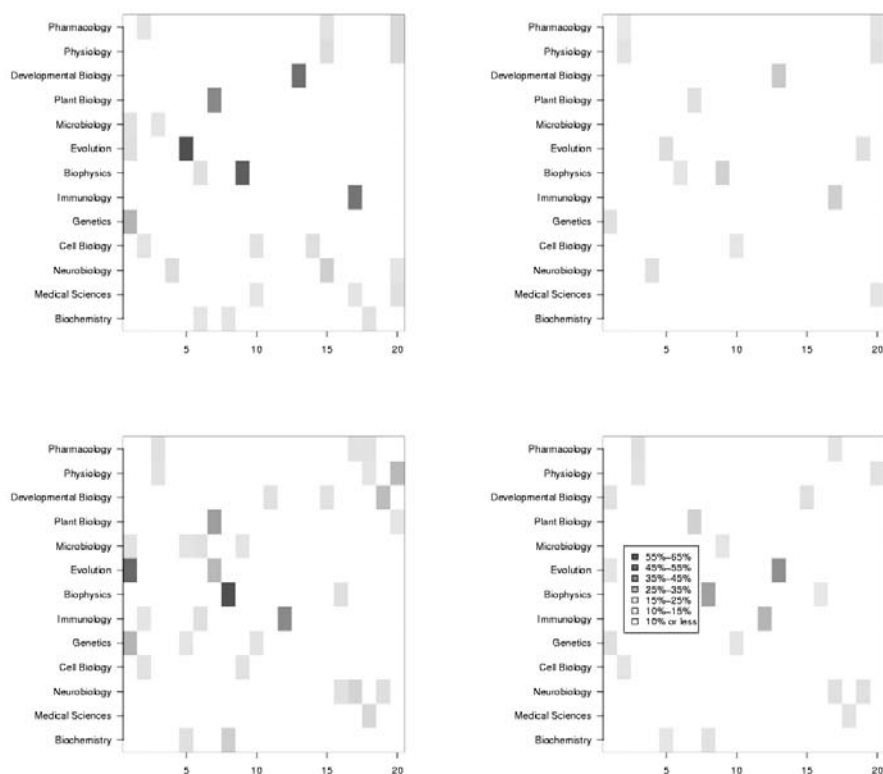 Pharmacology
Physiology
Developmental Biology
Plant Biology
Microbiology
Evolution
Biophysics
Immunology
Genetics
Cell Biology
Neurobiology
Medical Sciences
Biochemistry
5 10 15 20
Pharmacology
Physiology
Developmental Biology
Plant Biology
Microbiology
Evolution
Biophysics
Immunology
Genetics
Cell Biology
Neurobiology
Medical Sciences
Biochemistry
5 10 15 20
Pharmacology
Physiology
Developmental Biology
Plant Biology
Microbiology
Evolution
Biophysics
Immunology
Genetics
Cell Biology
Neurobiology
Medical Sciences
Biochemistry
5 10 15 20
Pharmacology
Physiology
Developmental Biology
Plant Biology
Microbiology
Evolution
Biophysics
Immunology
Genetics
Cell Biology
Neurobiology
Medical Sciences
Biochemistry
55%-65%
45%-55%
35%-45%
25%-35%
15%-25%
10%-15%
10% or less
5 10 15 20